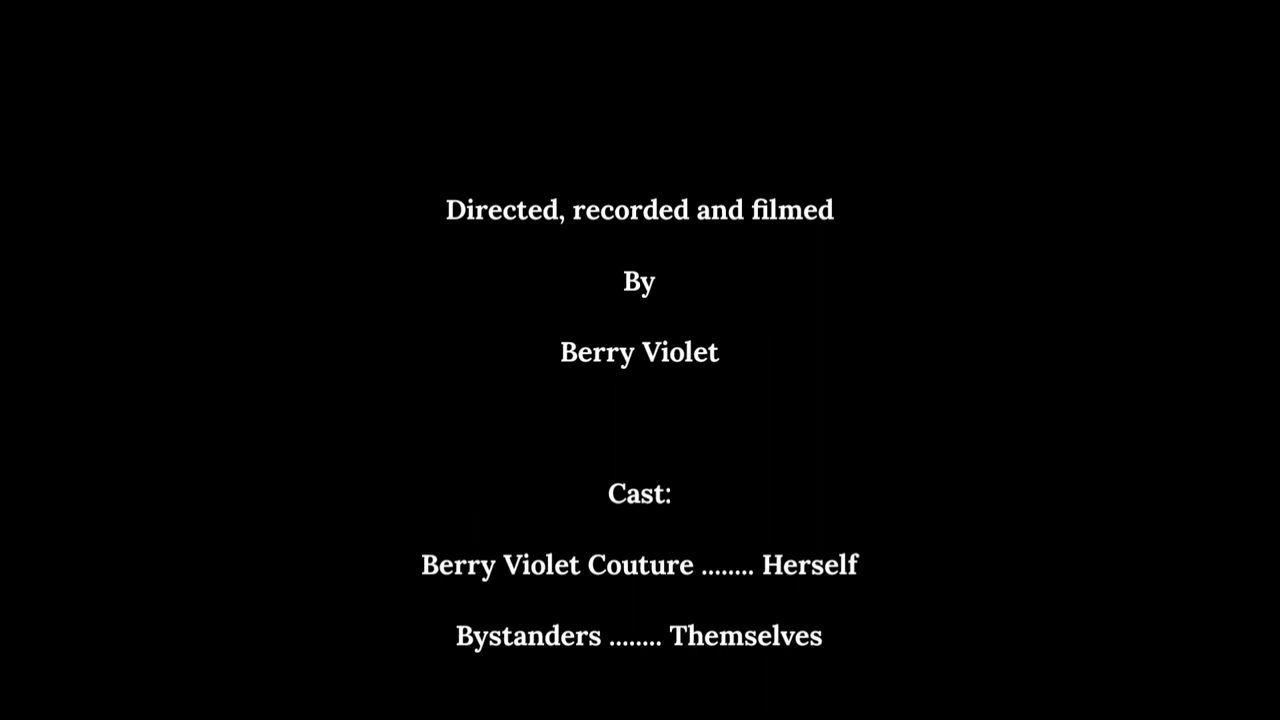 Directed, recorded and filmed
By
Berry Violet
Cast:
Berry Violet Couture ........ Herself
Bystanders ........ Themselves